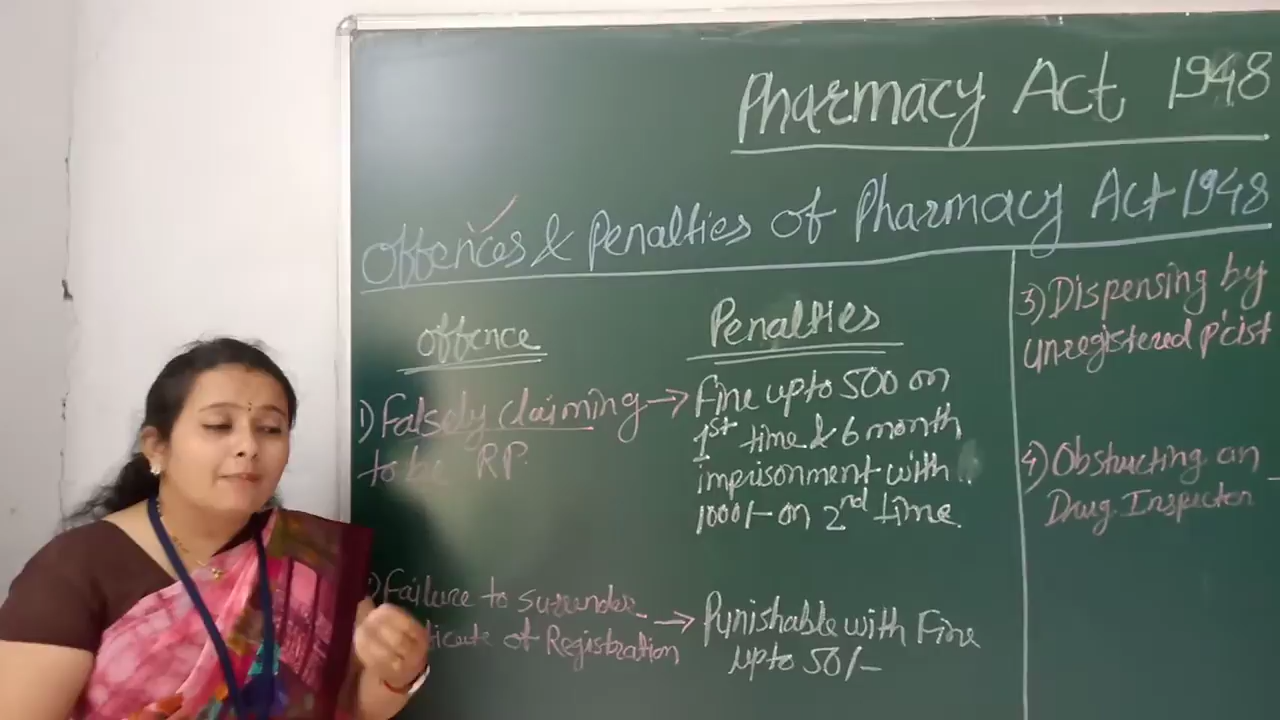 Pharmacy Act 1948
Offences & Penalties of Pharmacy Act 1948
Offence
Penalties
1) Falsely claiming → Fine upto 500 on
to be RP.
1st time & 6 month
imprisonment with
1000/- on 2nd time.
Failure to surrender → Punishable with Fine
of Registration
upto 50/-
3) Dispensing by
Unregistered p'cist
4) Obstructing an
Drug Inspector